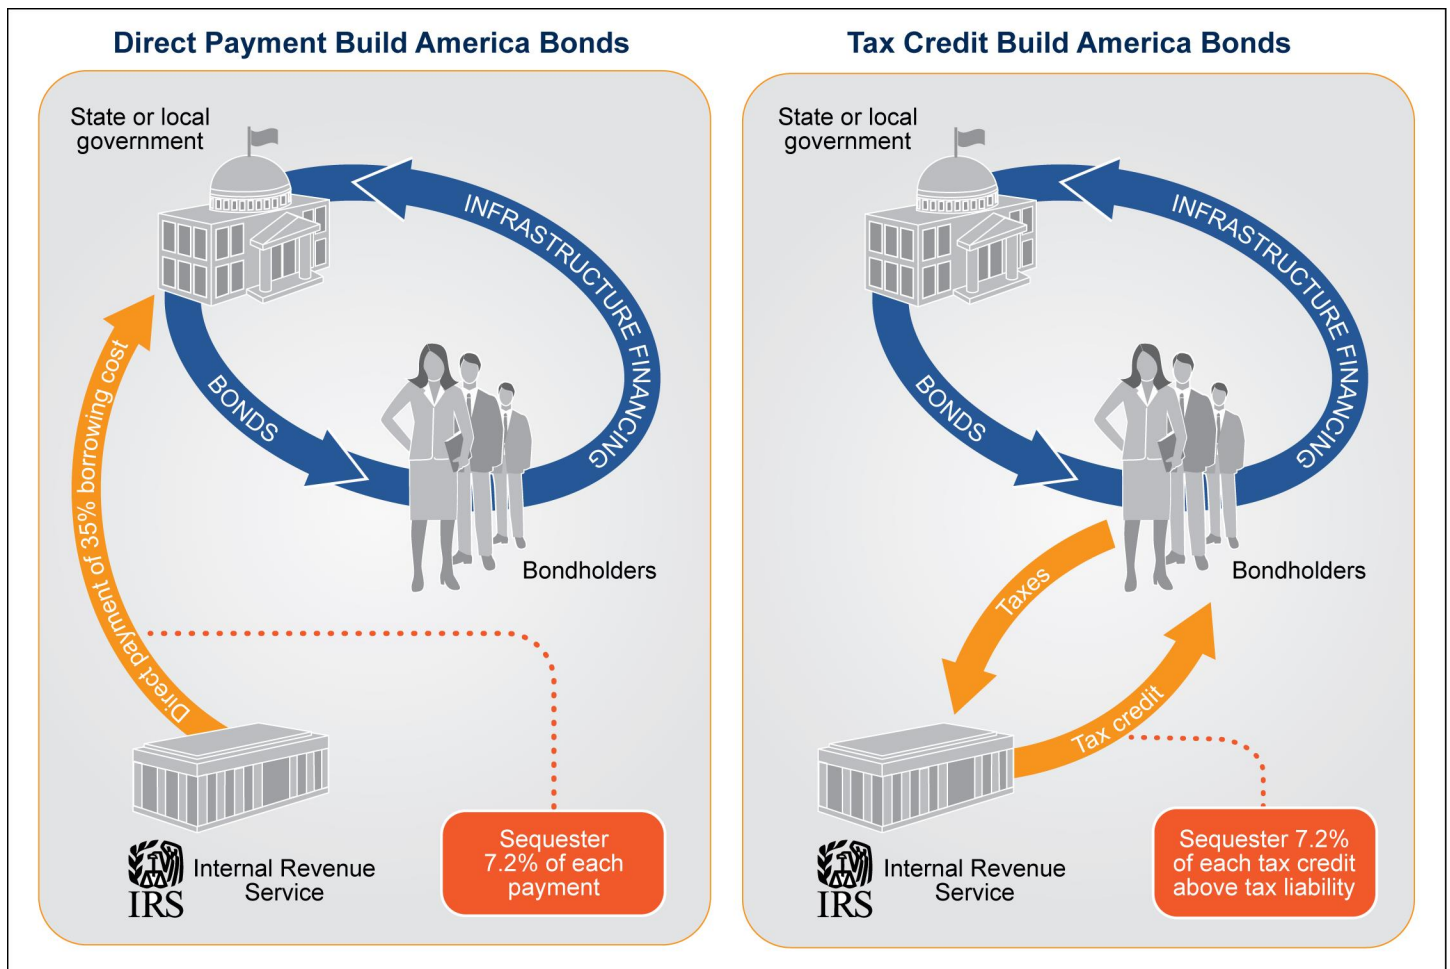 Direct Payment Build America Bonds
State or local
government
INFRASTRUCTURE FINANCING
BONDS
Direct payment of 35% borrowing cost
Bondholders
Sequester
7.2% of each
payment
IRS
Internal Revenue
Service
Tax Credit Build America Bonds
State or local
government
INFRASTRUCTURE FINANCING
BONDS
Bondholders
Taxes
Tax credit
Sequester 7.2%
of each tax credit
above tax liability
IRS
Internal Revenue
Service